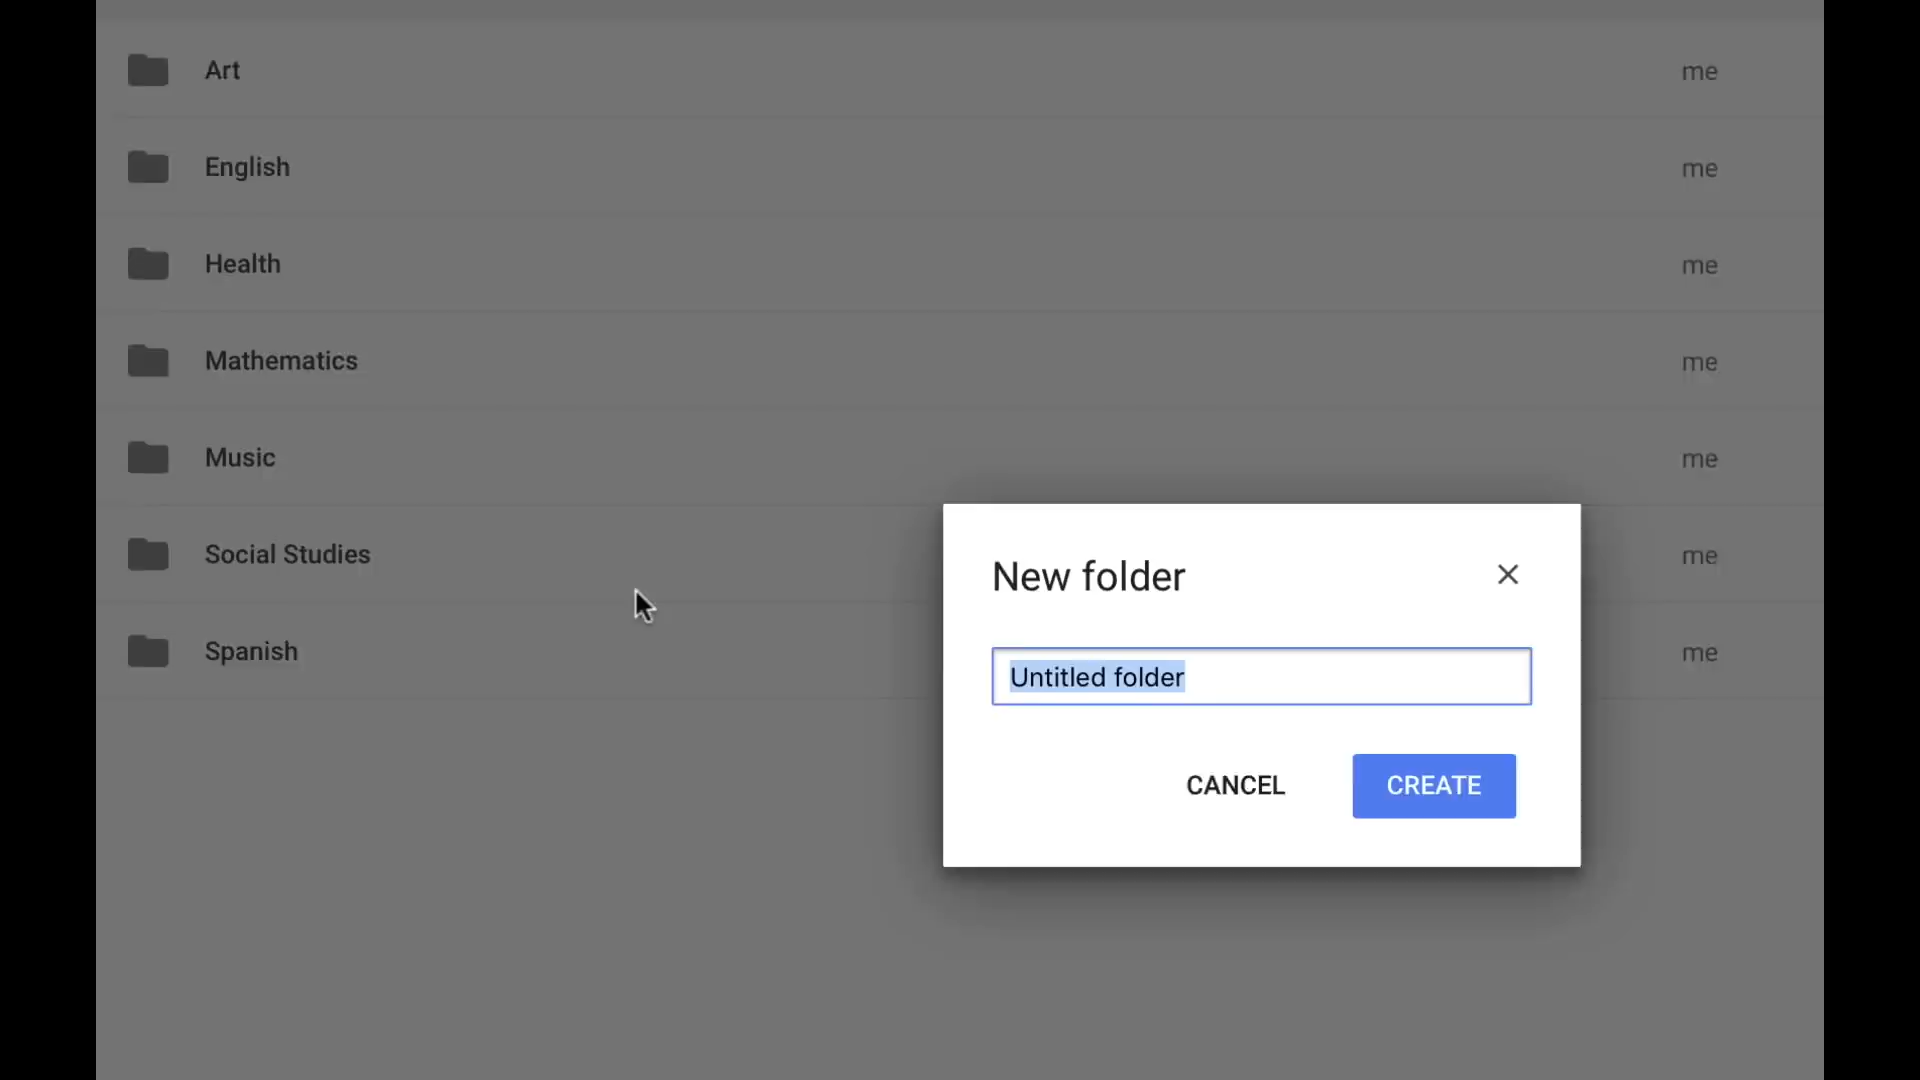 Art me
English me
Health me
Mathematics me
Music me
Social Studies me
Spanish me
New folder
Untitled folder
CANCEL CREATE